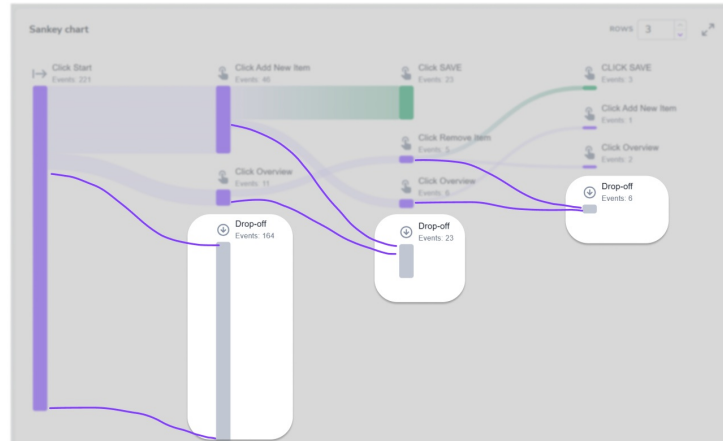 Sankey chart
ROWS 3
Click Start
Events: 221
Click Add New Item
Events: 46
Click SAVE
Events: 23
CLICK SAVE
Events: 3
Click Add New Item
Events: 1
Click Remove Item
Events: 5
Click Overview
Events: 2
Click Overview
Events: 11
Click Overview
Drop-off
Events: 6
Drop-off
Events: 164
Drop-off
Events: 23